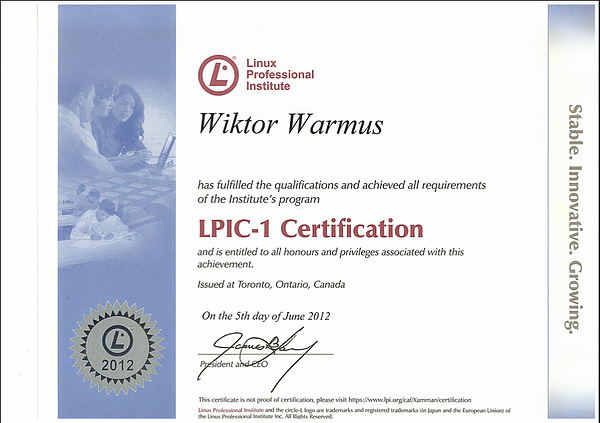 Linux
Professional
Institute
Wiktor Warmus
has fulfilled the qualifications and achieved all requirements
of the Institute's program
LPIC-1 Certification
and is entitled to all honours and privileges associated with this
achievement.
Issued at Toronto, Ontario, Canada
On the 5th day of June 2012
President and CEO
2012
This certificate is not proof of certification, please visit https://www.lpi.org/caf/Xamman/certification
Linux Professional Institute and the circle-L logo are trademarks and registered trademarks (in Japan and the European Union) of
the Linux Professional Institute Inc. All Rights Reserved.
Stable. Innovative. Growing.